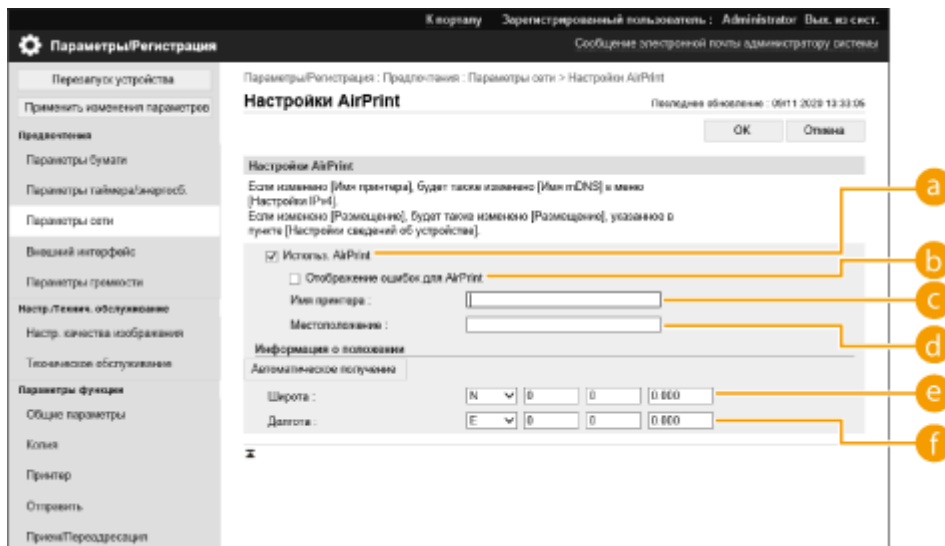 К порталу Зарегистрированный пользователь : Administrator Вых. из сист.
Параметры/Регистрация
Сообщение электронной почты администратору системы
Перезапуск устройства
Применить изменения параметров
Предпочтения
Параметры бумаги
Параметры таймера/энергосб.
Параметры сети
Внешний интерфейс
Параметры громкости
Настр./Технич. обслуживание
Настр. качества изображения
Техническое обслуживание
Параметры функции
Общие параметры
Копия
Принтер
Отправить
Прием/Переадресация
Параметры/Регистрация : Предпочтения : Параметры сети > Настройки AirPrint
Настройки AirPrint
Последнее обновление : 09/11 2020 13:33:06
OK Отмена
Настройки AirPrint
Если изменено [Имя принтера], будет также изменено [Имя mDNS] в меню
[Настройки IPv4].
Если изменено [Размещение], будет также изменено [Размещение], указанное в
пункте [Настройки сведений об устройстве].
Использ. AirPrint
a
Отображение ошибок для AirPrint
b
Имя принтера :
c
Местоположение :
d
Информация о положении
Автоматическое получение
Широта : N 0 0 0.000
e
Долгота : E 0 0 0.000
f